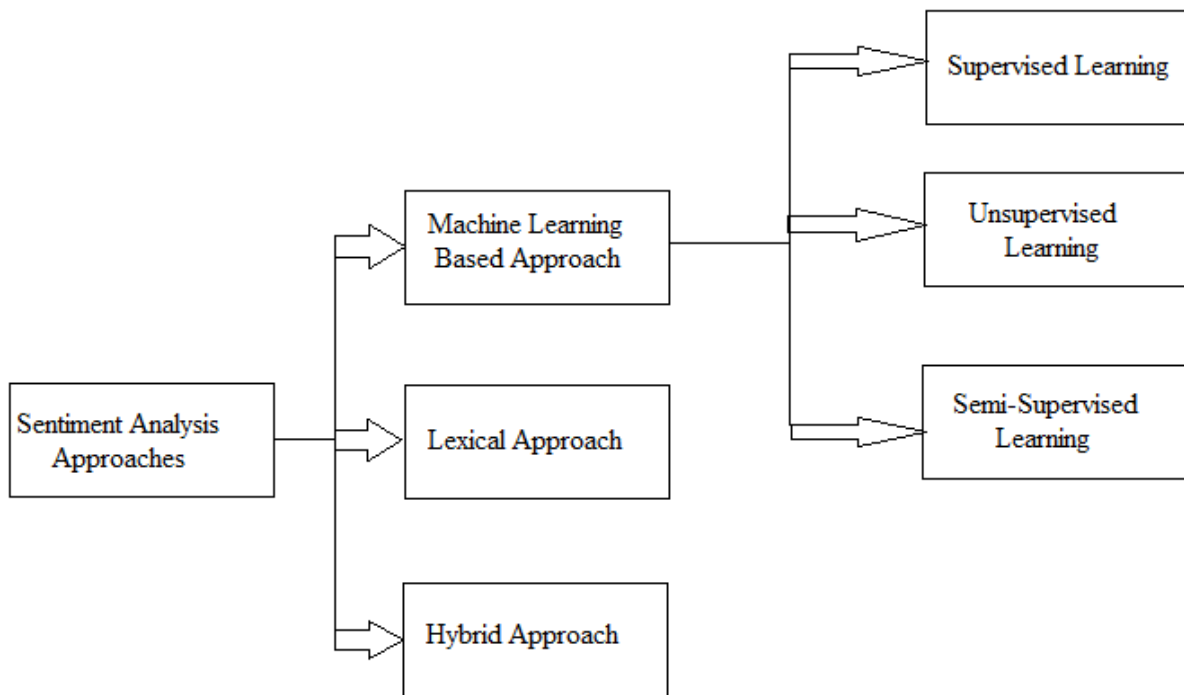 Sentiment Analysis
Approaches
Machine Learning
Based Approach
Lexical Approach
Hybrid Approach
Supervised Learning
Unsupervised
Learning
Semi-Supervised
Learning